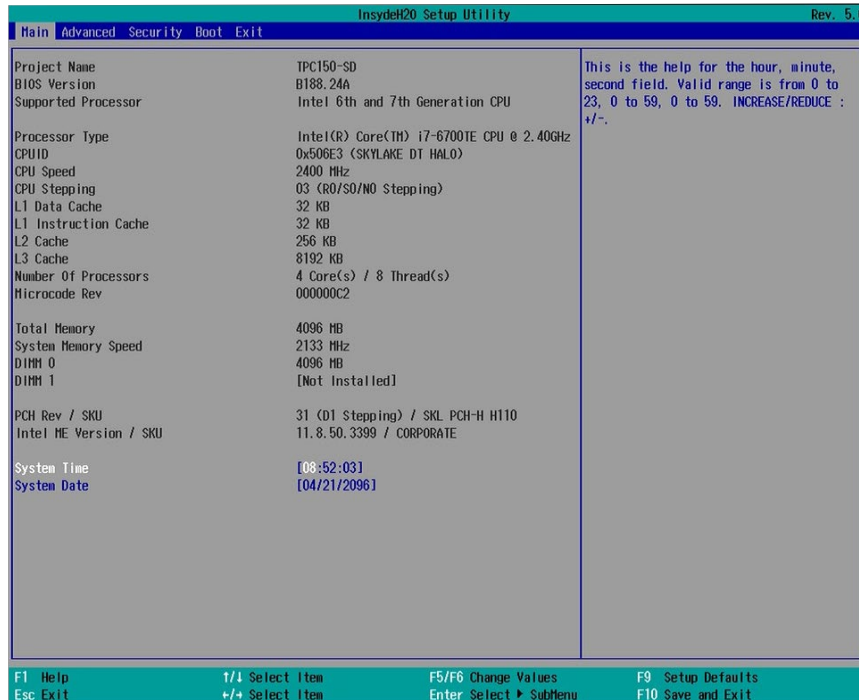 InsydeH20 Setup Utility Rev. 5.
Main Advanced Security Boot Exit
Project Name TPC150-SD
BIOS Version B188.24A
Supported Processor Intel 6th and 7th Generation CPU
Processor Type Intel(R) Core(TM) i7-6700TE CPU @ 2.40GHz
CPUID 0x506E3 (SKYLAKE DT HALO)
CPU Speed 2400 MHz
CPU Stepping 03 (R0/S0/N0 Stepping)
L1 Data Cache 32 KB
L1 Instruction Cache 32 KB
L2 Cache 256 KB
L3 Cache 8192 KB
Number Of Processors 4 Core(s) / 8 Thread(s)
Microcode Rev 000000C2
Total Memory 4096 MB
System Memory Speed 2133 MHz
DIMM 0 4096 MB
DIMM 1 [Not Installed]
PCH Rev / SKU 31 (D1 Stepping) / SKL PCH-H H110
Intel ME Version / SKU 11.8.50.3399 / CORPORATE
System Time [08:52:03]
System Date [04/21/2096]
This is the help for the hour, minute,
second field. Valid range is from 0 to
23, 0 to 59, 0 to 59. INCREASE/REDUCE :
+/-.
F1 Help ↑/↓ Select Item F5/F6 Change Values F9 Setup Defaults
Esc Exit ←/→ Select Item Enter Select ▶ SubMenu F10 Save and Exit